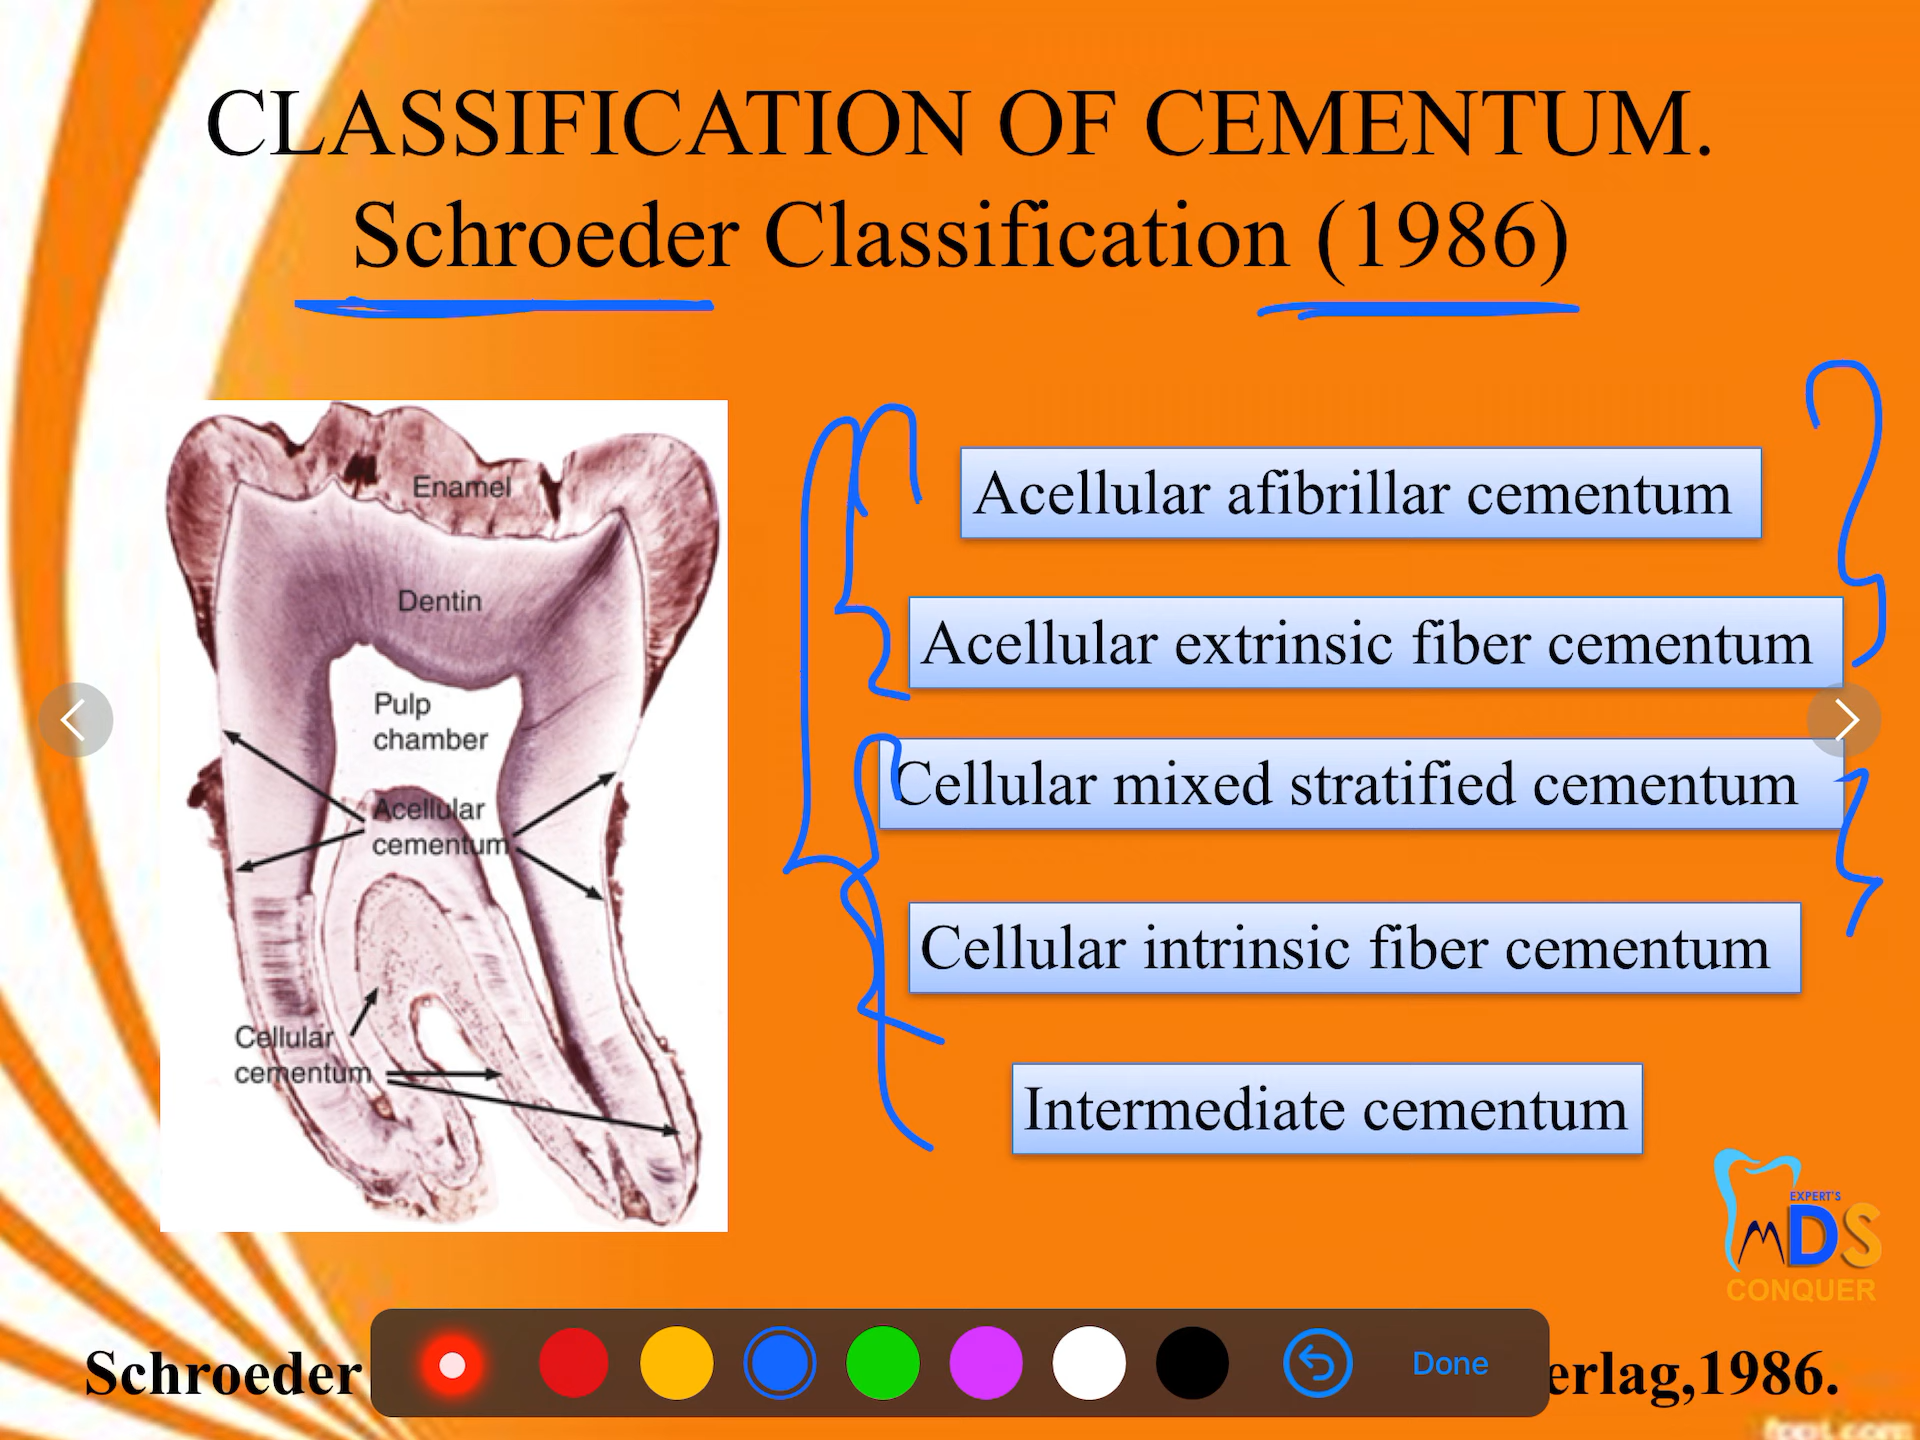 CLASSIFICATION OF CEMENTUM.
Schroeder Classification (1986)
Enamel
Dentin
Pulp
chamber
Acellular
cementum
Cellular
cementum
Acellular afibrillar cementum
Acellular extrinsic fiber cementum
Cellular mixed stratified cementum
Cellular intrinsic fiber cementum
Intermediate cementum
EXPERT'S
MDS
CONQUER
Schroeder
Done
erlag,1986.